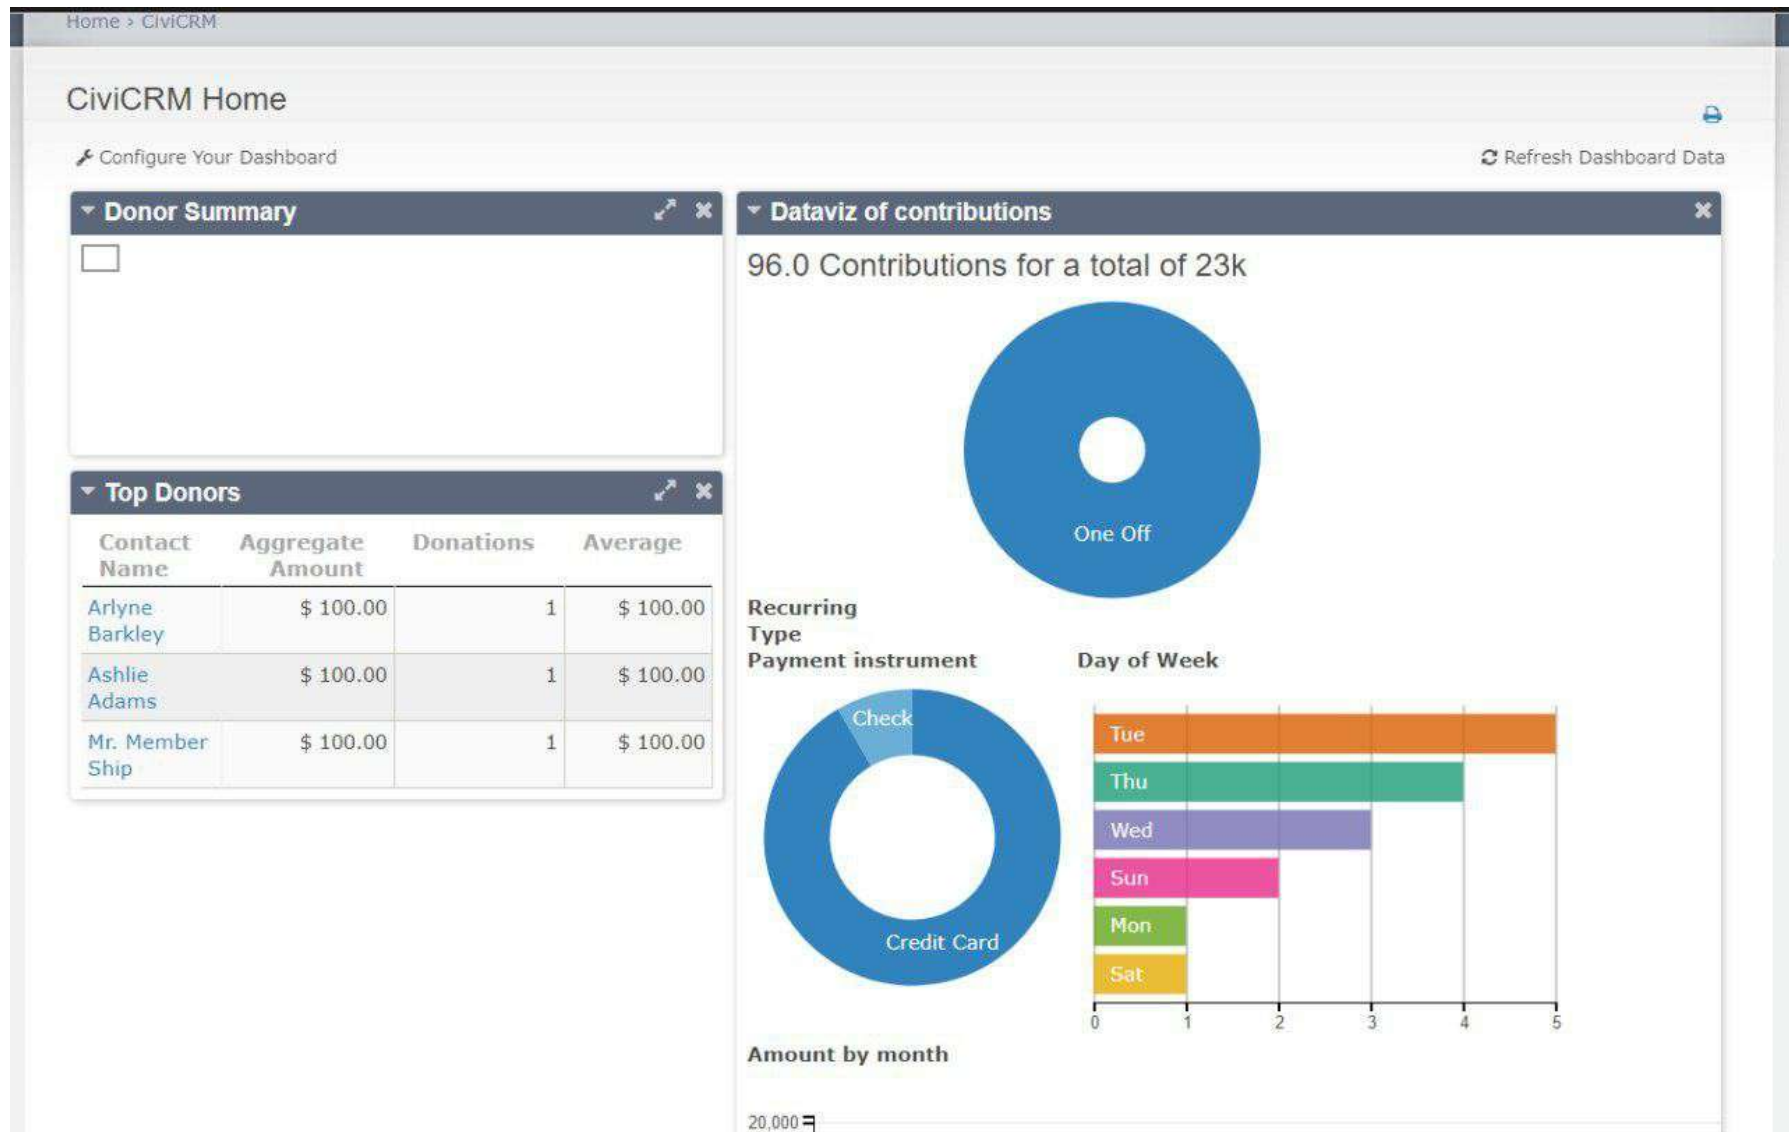 Home > CiviCRM
CiviCRM Home
Configure Your Dashboard
Refresh Dashboard Data
Donor Summary
Top Donors
Contact Name Aggregate Amount Donations Average
Arlyne Barkley $ 100.00 1 $ 100.00
Ashlie Adams $ 100.00 1 $ 100.00
Mr. Member Ship $ 100.00 1 $ 100.00
Dataviz of contributions
96.0 Contributions for a total of 23k
One Off
Recurring
Type
Payment instrument
Check
Credit Card
Day of Week
Tue
Thu
Wed
Sun
Mon
Sat
0 1 2 3 4 5
Amount by month
20,000